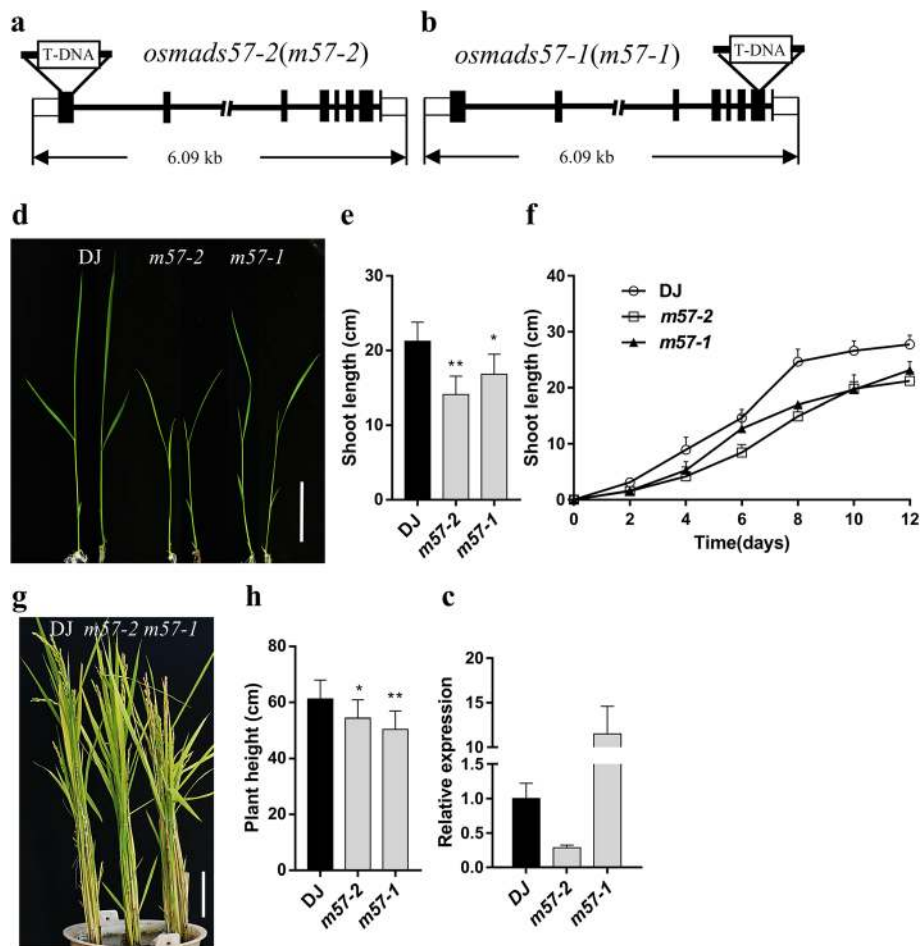 a
T-DNA
osmads57-2(m57-2)
6.09 kb
b
osmads57-1(m57-1)
T-DNA
6.09 kb
d
DJ m57-2 m57-1
e
Shoot length (cm)
30
20
10
0
**
*
DJ
m57-2
m57-1
f
Shoot length (cm)
40
30
20
10
0
DJ
m57-2
m57-1
0 2 4 6 8 10 12
Time(days)
g
DJ m57-2 m57-1
h
Plant height (cm)
80
60
40
20
0
*
**
DJ
m57-2
m57-1
c
Relative expression
20
15
10
1.0
0.5
0.0
DJ
m57-2
m57-1